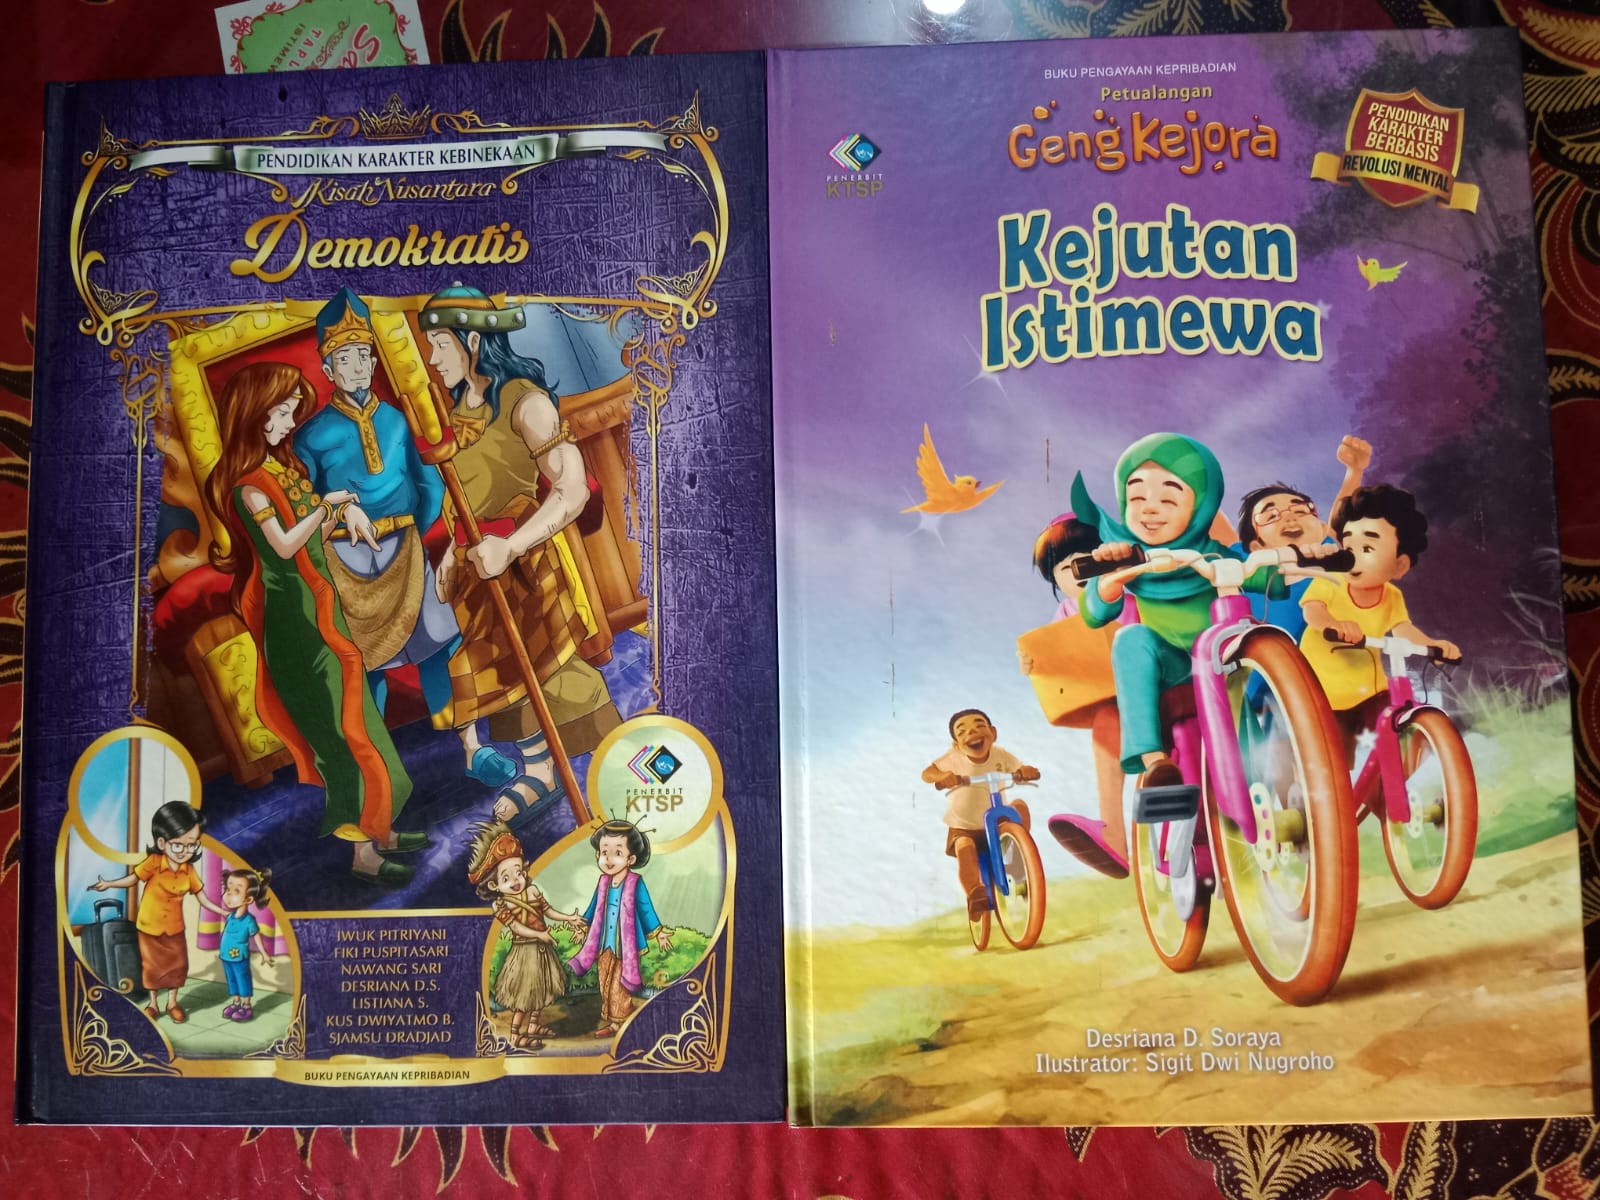 PENDIDIKAN KARAKTER KEBINEKAAN
Kisah Nusantara
Demokratis
PENERBIT
KTSP
IWUK PITRIYANI
FIKI PUSPITASARI
NAWANG SARI
DESRIANA D.S.
LISTIANA S.
KUS DWIYATMO B.
SJAMSU DRADJAD
BUKU PENGAYAAN KEPRIBADIAN
BUKU PENGAYAAN KEPRIBADIAN
Petualangan
Geng Kejora
PENERBIT
KTSP
PENDIDIKAN
KARAKTER
BERBASIS
REVOLUSI MENTAL
Kejutan
Istimewa
Desriana D. Soraya
Ilustrator: Sigit Dwi Nugroho